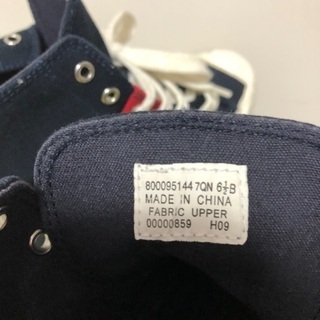 800095144 7QN 6½B
MADE IN CHINA
FABRIC UPPER
00000859 H09